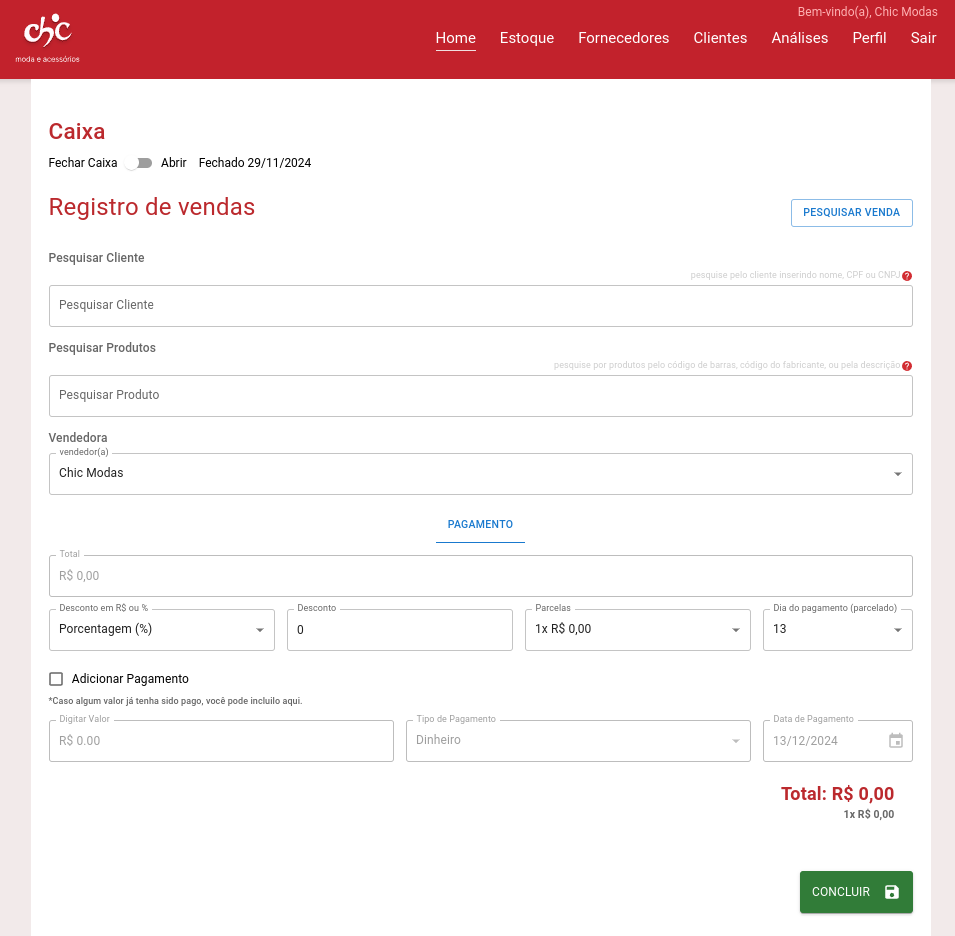 Bem-vindo(a), Chic Modas
chic
moda e acessórios
Home Estoque Fornecedores Clientes Análises Perfil Sair
Caixa
Fechar Caixa Abrir Fechado 29/11/2024
Registro de vendas
PESQUISAR VENDA
Pesquisar Cliente
pesquise pelo cliente inserindo nome, CPF ou CNPJ ?
Pesquisar Cliente
Pesquisar Produtos
pesquise por produtos pelo código de barras, código do fabricante, ou pela descrição ?
Pesquisar Produto
Vendedora
vendedor(a)
Chic Modas
PAGAMENTO
Total
R$ 0,00
Desconto em R$ ou % Desconto Parcelas Dia do pagamento (parcelado)
Porcentagem (%) 0 1x R$ 0,00 13
Adicionar Pagamento
*Caso algum valor já tenha sido pago, você pode incluilo aqui.
Digitar Valor Tipo de Pagamento Data de Pagamento
R$ 0.00 Dinheiro 13/12/2024
Total: R$ 0,00
1x R$ 0,00
CONCLUIR